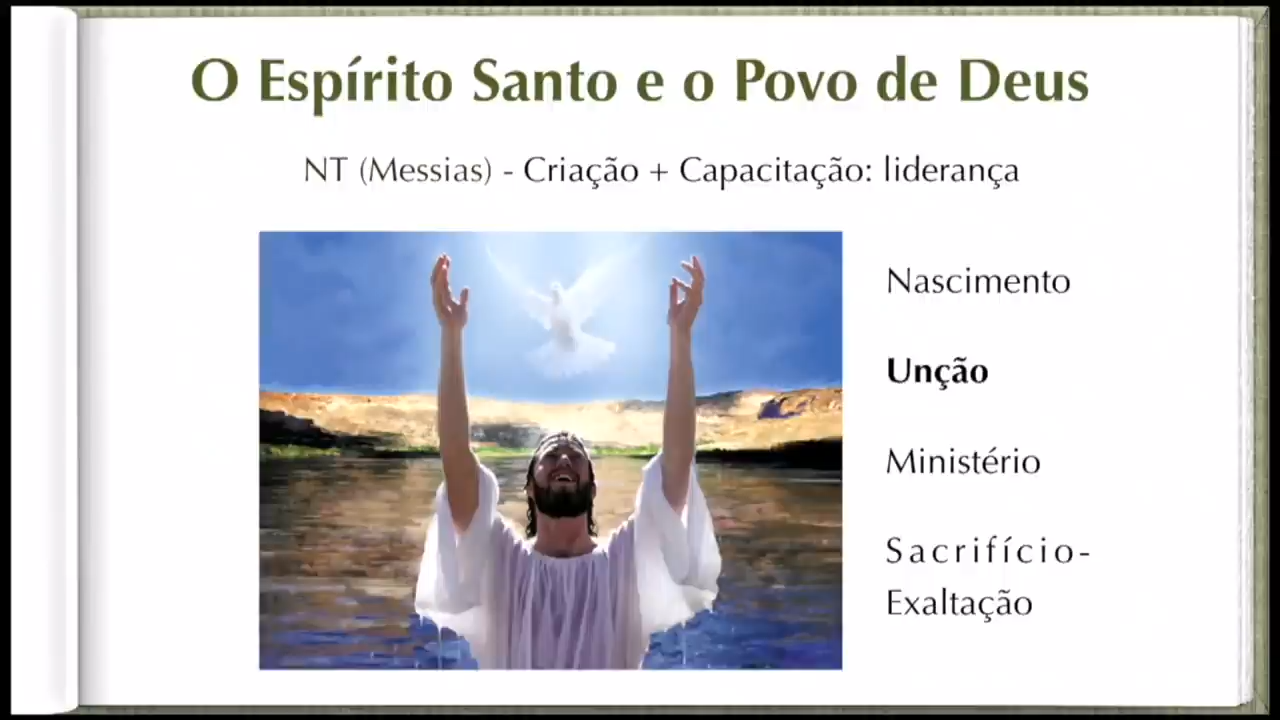 O Espírito Santo e o Povo de Deus
NT (Messias) - Criação + Capacitação: liderança
Nascimento
Unção
Ministério
Sacrifício-
Exaltação